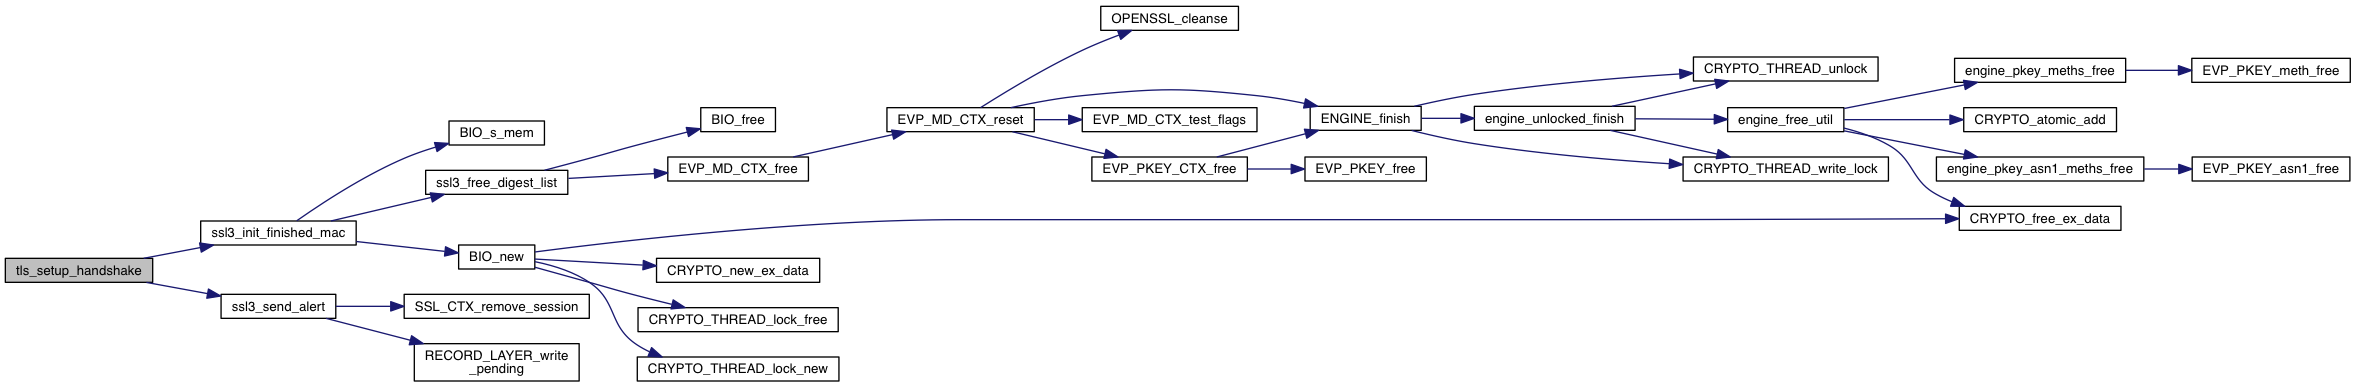 tls_setup_handshake
ssl3_init_finished_mac
ssl3_send_alert
BIO_s_mem
ssl3_free_digest_list
BIO_new
SSL_CTX_remove_session
RECORD_LAYER_write
_pending
BIO_free
EVP_MD_CTX_free
CRYPTO_new_ex_data
CRYPTO_THREAD_lock_free
CRYPTO_THREAD_lock_new
EVP_MD_CTX_reset
OPENSSL_cleanse
EVP_MD_CTX_test_flags
EVP_PKEY_CTX_free
ENGINE_finish
EVP_PKEY_free
engine_unlocked_finish
CRYPTO_THREAD_unlock
CRYPTO_THREAD_write_lock
engine_free_util
engine_pkey_meths_free
CRYPTO_atomic_add
engine_pkey_asn1_meths_free
CRYPTO_free_ex_data
EVP_PKEY_meth_free
EVP_PKEY_asn1_free